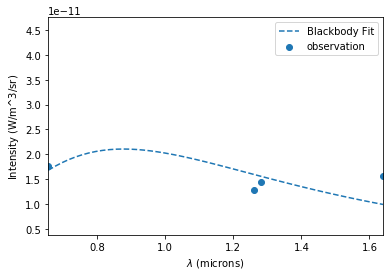 1e−11
Blackbody Fit
observation
Intensity (W/m^3/sr)
4.5
4.0
3.5
3.0
2.5
2.0
1.5
1.0
0.5
0.8 1.0 1.2 1.4 1.6
λ (microns)